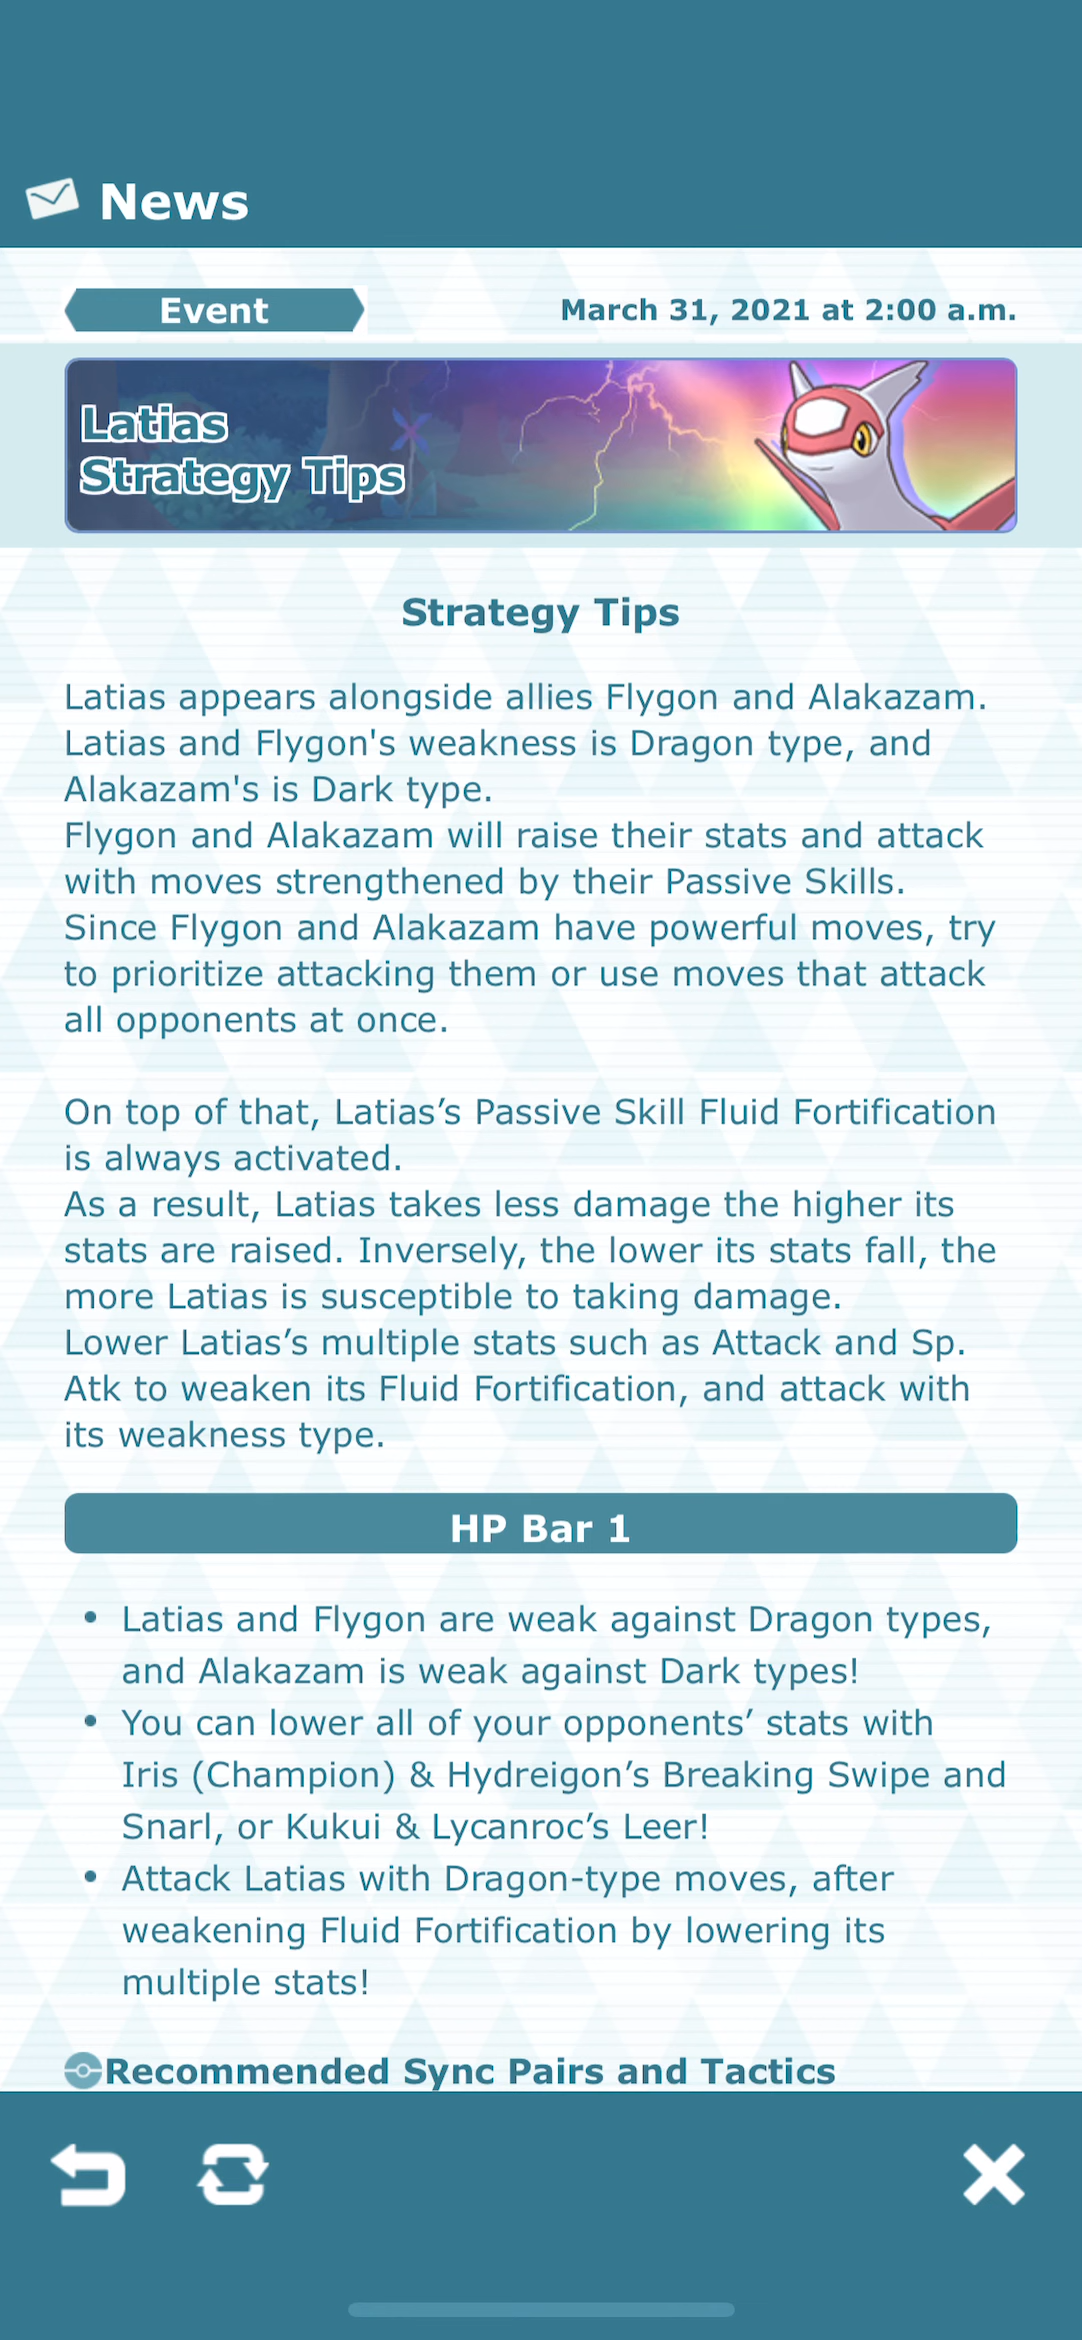 News
Event
March 31, 2021 at 2:00 a.m.
Latias
Strategy Tips
Strategy Tips
Latias appears alongside allies Flygon and Alakazam.
Latias and Flygon's weakness is Dragon type, and
Alakazam's is Dark type.
Flygon and Alakazam will raise their stats and attack
with moves strengthened by their Passive Skills.
Since Flygon and Alakazam have powerful moves, try
to prioritize attacking them or use moves that attack
all opponents at once.
On top of that, Latias’s Passive Skill Fluid Fortification
is always activated.
As a result, Latias takes less damage the higher its
stats are raised. Inversely, the lower its stats fall, the
more Latias is susceptible to taking damage.
Lower Latias’s multiple stats such as Attack and Sp.
Atk to weaken its Fluid Fortification, and attack with
its weakness type.
HP Bar 1
• Latias and Flygon are weak against Dragon types,
and Alakazam is weak against Dark types!
• You can lower all of your opponents’ stats with
Iris (Champion) & Hydreigon’s Breaking Swipe and
Snarl, or Kukui & Lycanroc’s Leer!
• Attack Latias with Dragon-type moves, after
weakening Fluid Fortification by lowering its
multiple stats!
Recommended Sync Pairs and Tactics